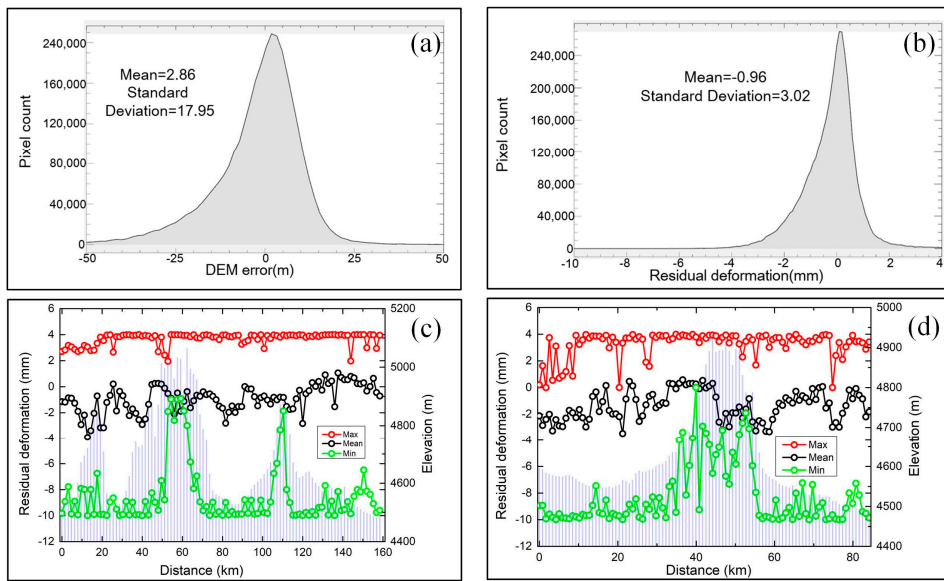 (a)
Mean=2.86
Standard
Deviation=17.95
Pixel count
240,000
200,000
160,000
120,000
80,000
40,000
0
-50
-25
0
25
50
DEM error(m)
(b)
Mean=-0.96
Standard Deviation=3.02
Pixel count
240,000
200,000
160,000
120,000
80,000
40,000
0
-10
-8
-6
-4
-2
0
2
4
Residual deformation(mm)
(c)
Residual deformation (mm)
6
4
2
0
-2
-4
-6
-8
-10
-12
0
20
40
60
80
100
120
140
160
Distance (km)
5200
5000
4800
4600
4400
Elevation (m)
Max
Mean
Min
(d)
Residual deformation (mm)
6
4
2
0
-2
-4
-6
-8
-10
-12
0
20
40
60
80
Distance (km)
5000
4900
4800
4700
4600
4500
4400
Elevation (m)
Max
Mean
Min